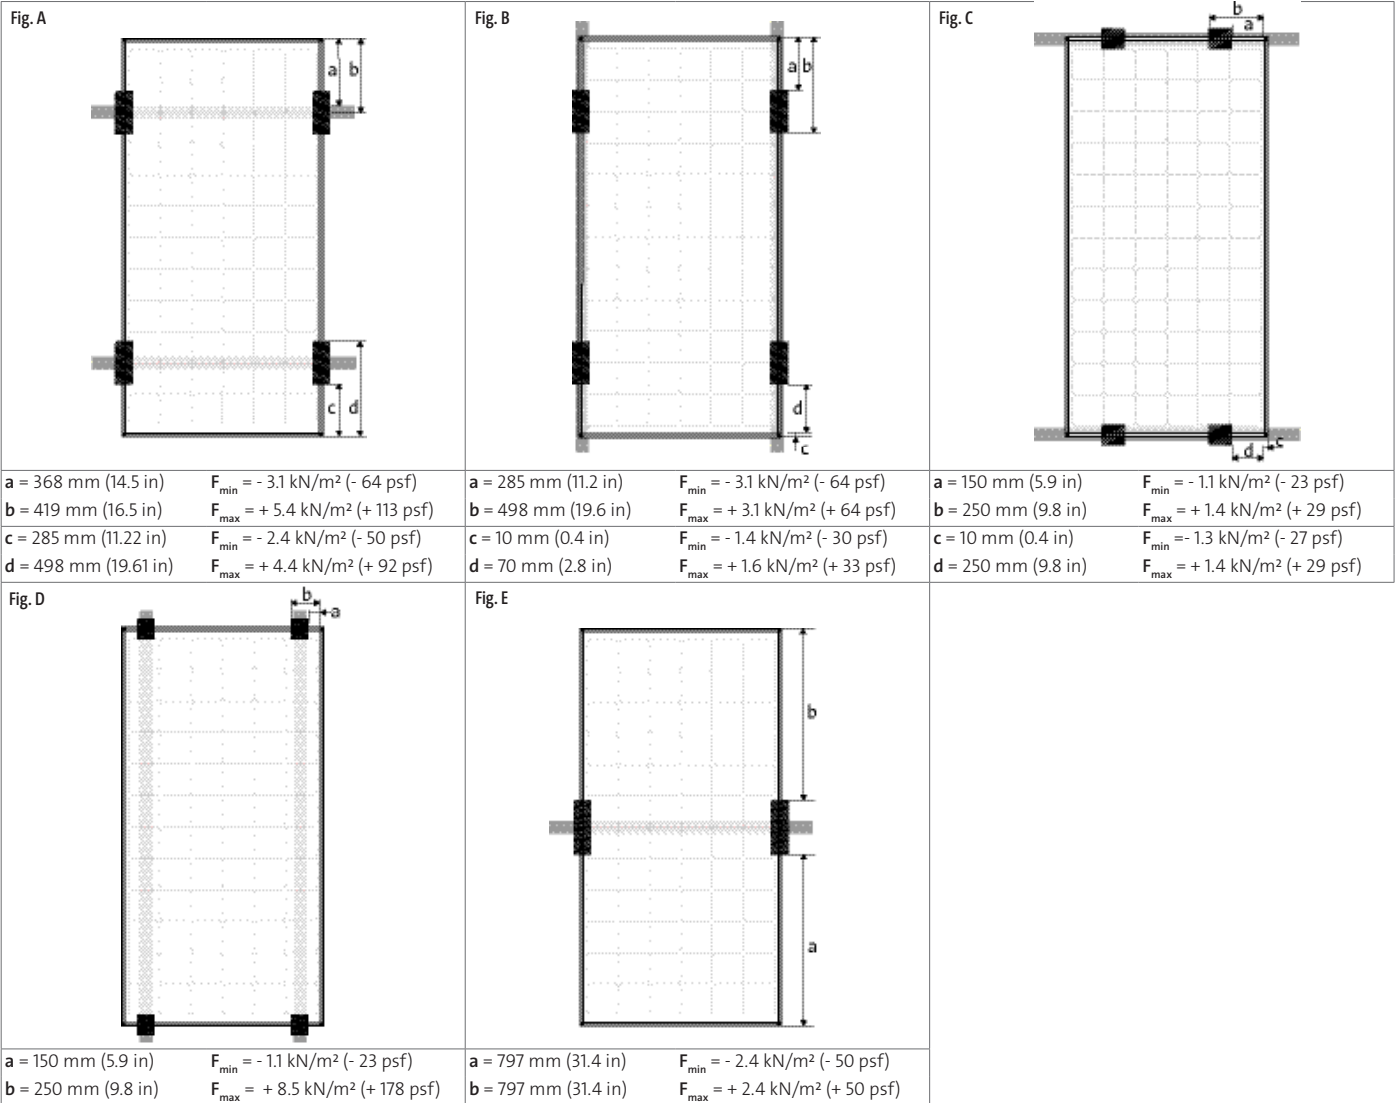 Fig. A
a b
c d
a = 368 mm (14.5 in) Fmin = - 3.1 kN/m² (- 64 psf)
b = 419 mm (16.5 in) Fmax = + 5.4 kN/m² (+ 113 psf)
c = 285 mm (11.22 in) Fmin = - 2.4 kN/m² (- 50 psf)
d = 498 mm (19.61 in) Fmax = + 4.4 kN/m² (+ 92 psf)
Fig. B
a b
d
c
a = 285 mm (11.2 in) Fmin = - 3.1 kN/m² (- 64 psf)
b = 498 mm (19.6 in) Fmax = + 3.1 kN/m² (+ 64 psf)
c = 10 mm (0.4 in) Fmin = - 1.4 kN/m² (- 30 psf)
d = 70 mm (2.8 in) Fmax = + 1.6 kN/m² (+ 33 psf)
Fig. C
b
a
c
d
a = 150 mm (5.9 in) Fmin = - 1.1 kN/m² (- 23 psf)
b = 250 mm (9.8 in) Fmax = + 1.4 kN/m² (+ 29 psf)
c = 10 mm (0.4 in) Fmin =- 1.3 kN/m² (- 27 psf)
d = 250 mm (9.8 in) Fmax = + 1.4 kN/m² (+ 29 psf)
Fig. D
b
a
a = 150 mm (5.9 in) Fmin = - 1.1 kN/m² (- 23 psf)
b = 250 mm (9.8 in) Fmax = + 8.5 kN/m² (+ 178 psf)
Fig. E
b
a
a = 797 mm (31.4 in) Fmin = - 2.4 kN/m² (- 50 psf)
b = 797 mm (31.4 in) Fmax = + 2.4 kN/m² (+ 50 psf)